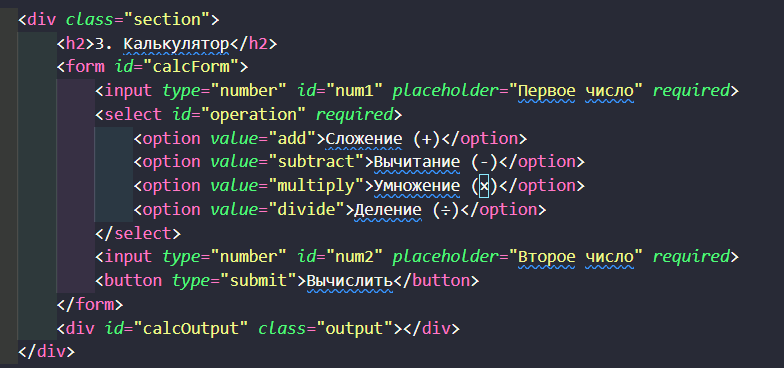 <div class="section">
<h2>3. Калькулятор</h2>
<form id="calcForm">
<input type="number" id="num1" placeholder="Первое число" required>
<select id="operation" required>
<option value="add">Сложение (+)</option>
<option value="subtract">Вычитание (-)</option>
<option value="multiply">Умножение (×)</option>
<option value="divide">Деление (÷)</option>
</select>
<input type="number" id="num2" placeholder="Второе число" required>
<button type="submit">Вычислить</button>
</form>
<div id="calcOutput" class="output"></div>
</div>